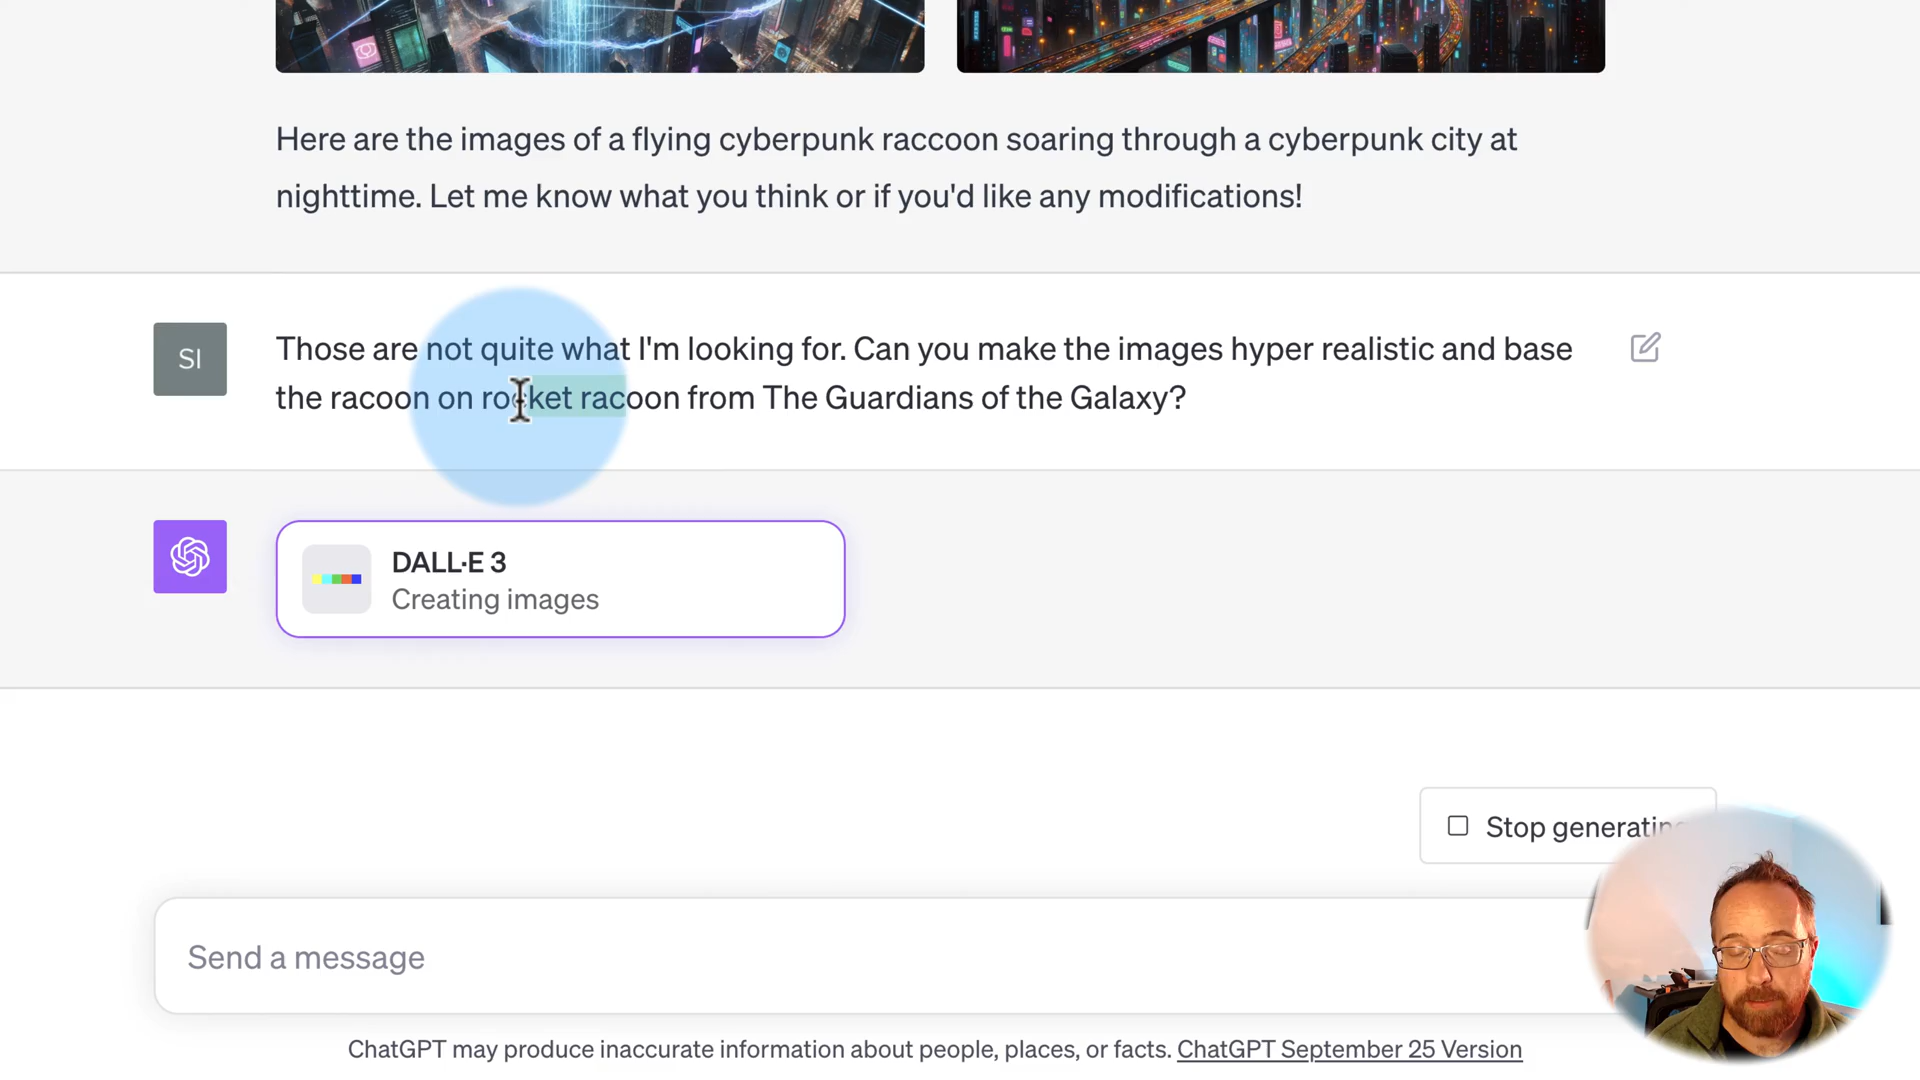 Here are the images of a flying cyberpunk raccoon soaring through a cyberpunk city at
nighttime. Let me know what you think or if you'd like any modifications!
SI
Those are not quite what I'm looking for. Can you make the images hyper realistic and base
the racoon on rocket racoon from The Guardians of the Galaxy?
DALL·E 3
Creating images
Stop generating
Send a message
ChatGPT may produce inaccurate information about people, places, or facts. ChatGPT September 25 Version